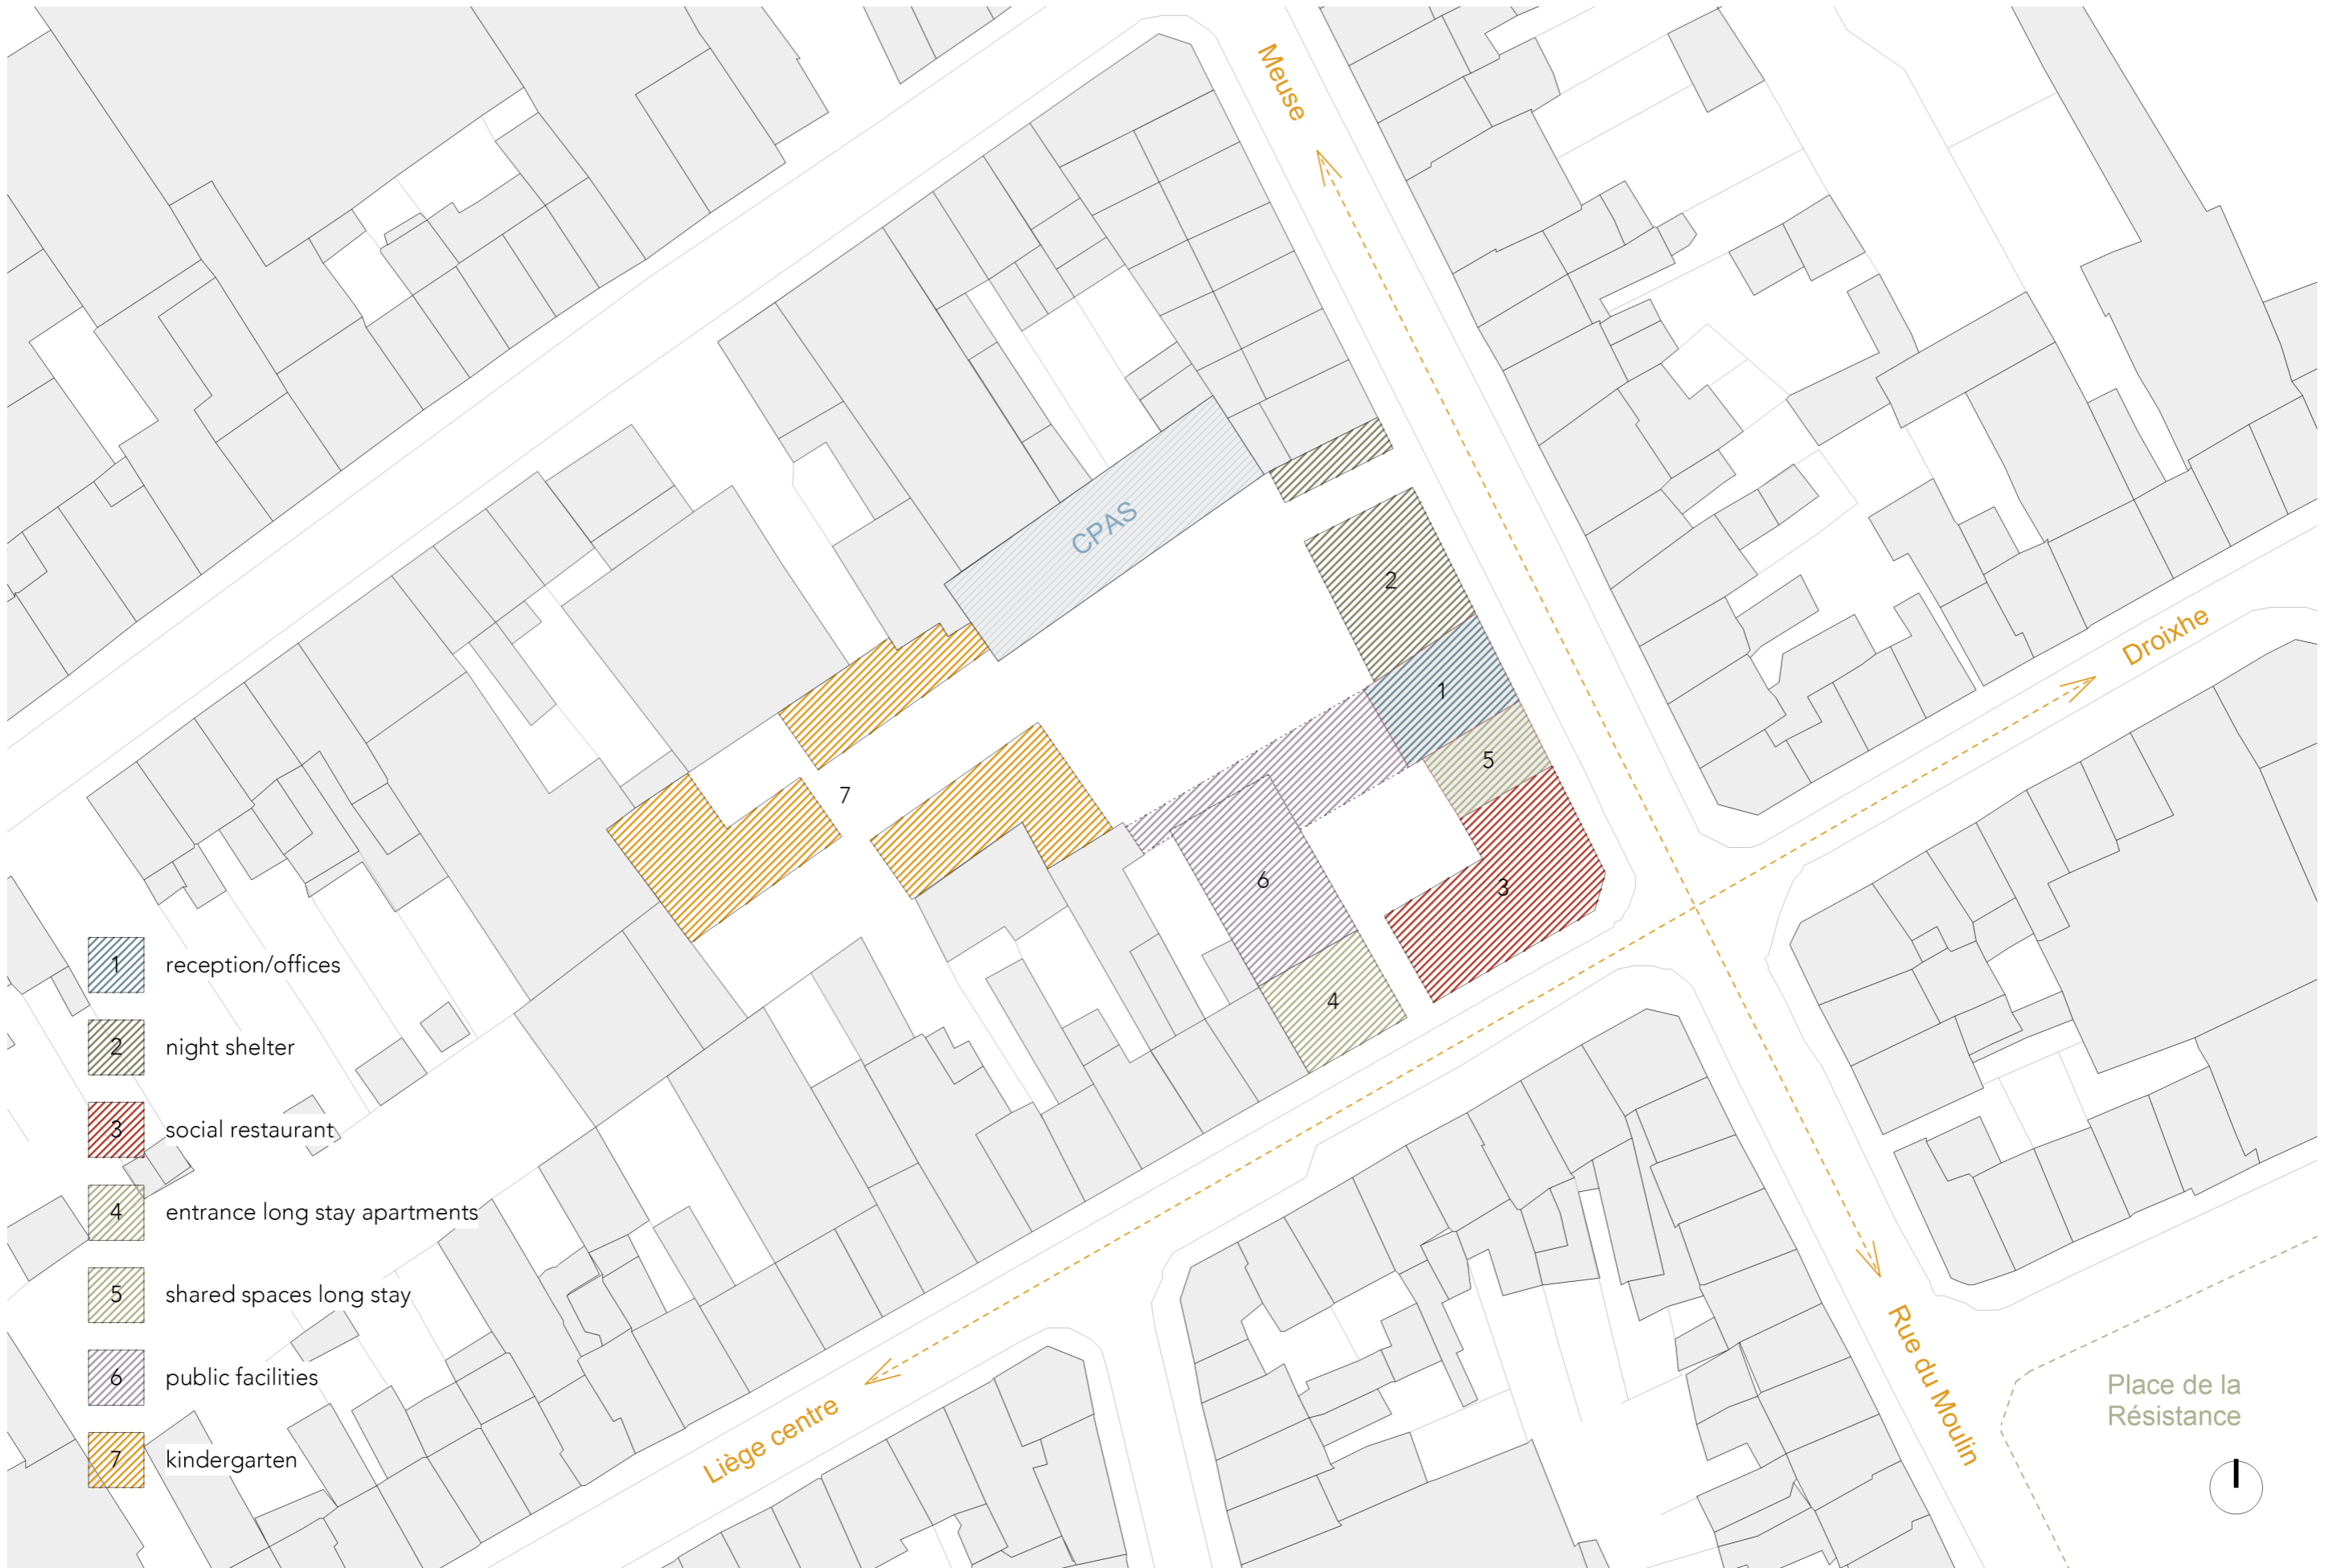 Meuse
CPAS
2
Droixhe
1
5
7
6
3
4
1 reception/offices
2 night shelter
3 social restaurant
4 entrance long stay apartments
5 shared spaces long stay
6 public facilities
7 kindergarten
Liège centre
Rue du Moulin
Place de la
Résistance